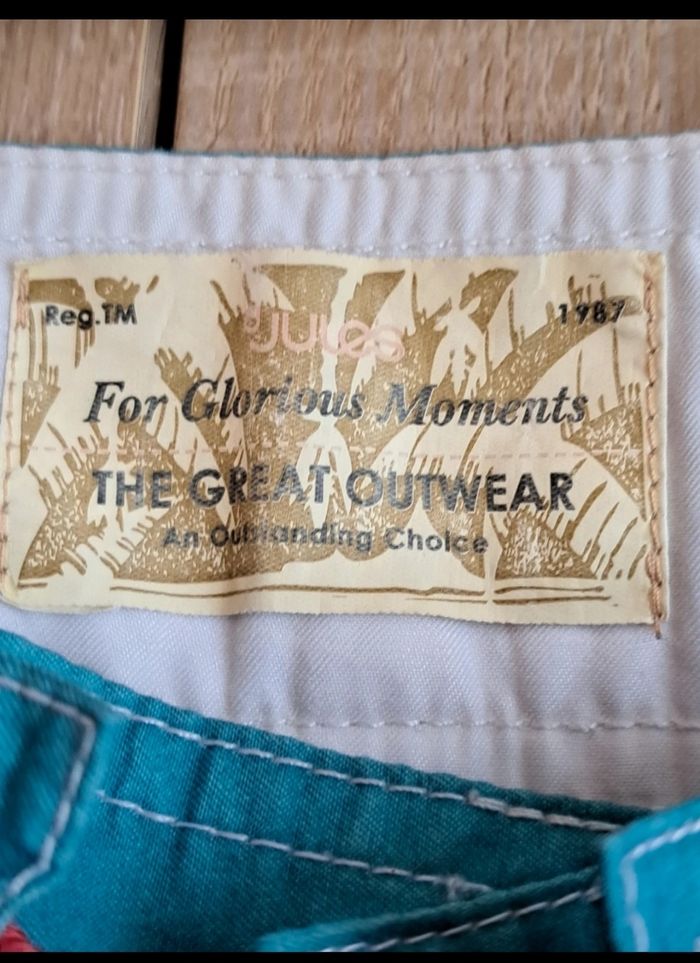 Reg.TM
Jules
1987
For Glorious Moments
THE GREAT OUTWEAR
An Outstanding Choice